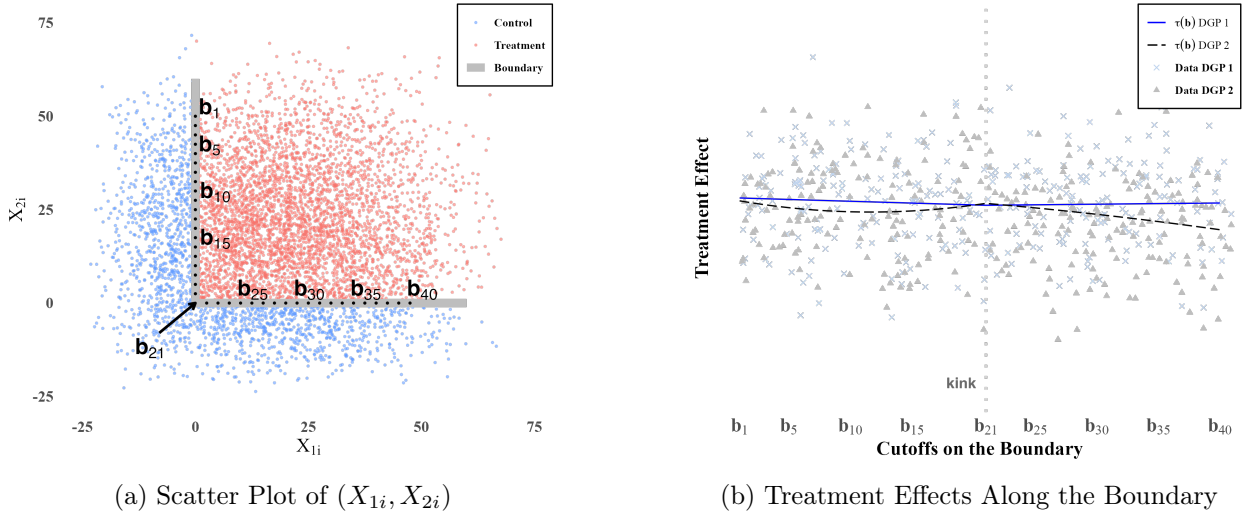 75
50
25
0
-25
X2i
-25
0
25
50
75
X1i
Control
Treatment
Boundary
b1
b5
b10
b15
b25
b30
b35
b40
b21
(a) Scatter Plot of (X1i, X2i)
τ(b) DGP 1
τ(b) DGP 2
Data DGP 1
Data DGP 2
Treatment Effect
kink
b1 b5 b10 b15 b21 b25 b30 b35 b40
Cutoffs on the Boundary
(b) Treatment Effects Along the Boundary